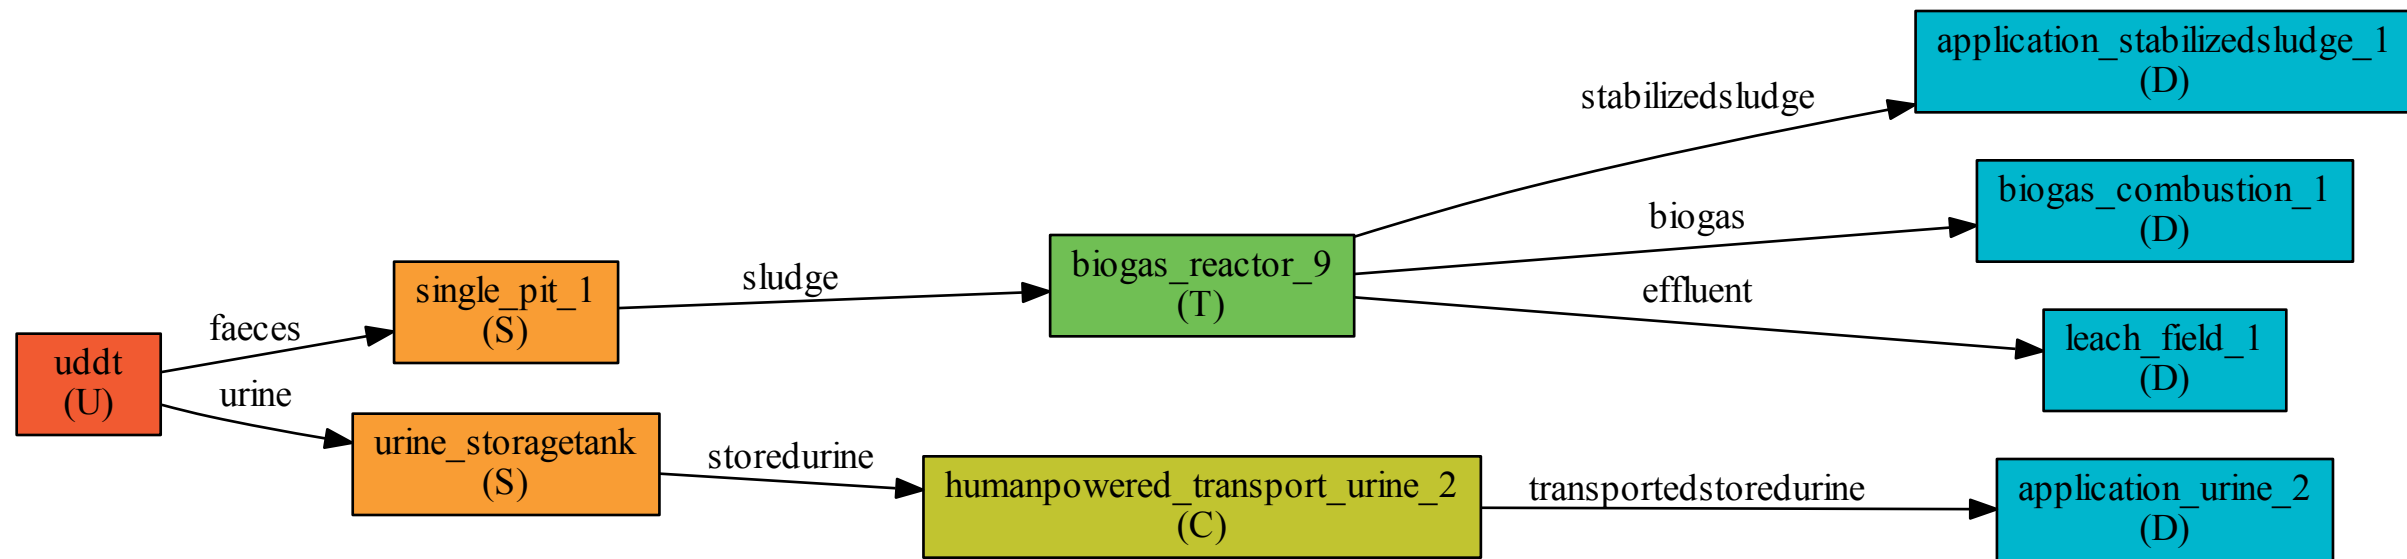 application_stabilizedsludge_1
(D)
stabilizedsludge
biogas_combustion_1
(D)
biogas
biogas_reactor_9
(T)
sludge
single_pit_1
(S)
effluent
leach_field_1
(D)
faeces
uddt
(U)
urine
urine_storagetank
(S)
storedurine
humanpowered_transport_urine_2
(C)
transportedstoredurine
application_urine_2
(D)